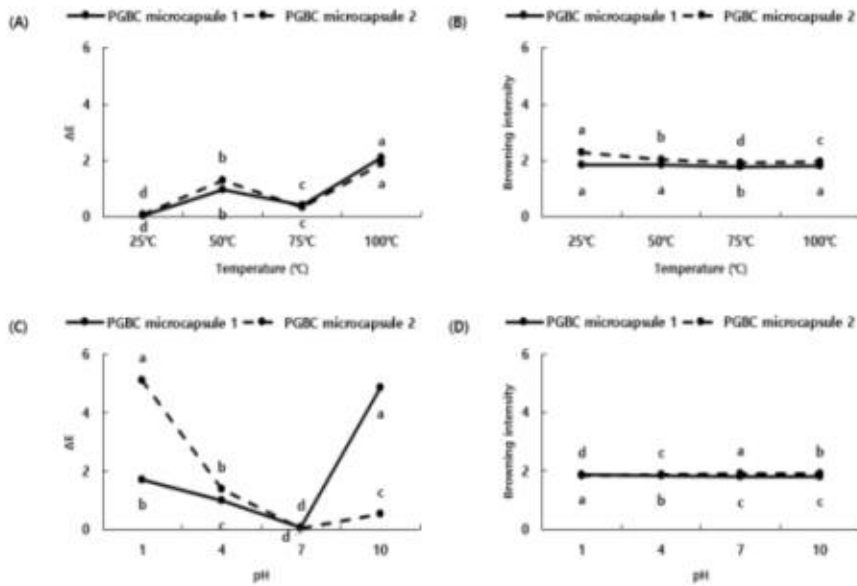 (A) PGBC microcapsule 1 PGBC microcapsule 2
6
4
2
0
ΔE
d b c a
d b c a
25℃ 50℃ 75℃ 100℃
Temperature (℃)
(B) PGBC microcapsule 1 PGBC microcapsule 2
6
4
2
0
Browning intensity
a b d c
a a b a
25℃ 50℃ 75℃ 100℃
Temperature (℃)
(C) PGBC microcapsule 1 PGBC microcapsule 2
6
4
2
0
ΔE
a b d c
b c d a
1 4 7 10
pH
(D) PGBC microcapsule 1 PGBC microcapsule 2
6
4
2
0
Browning intensity
d c a b
a b c c
1 4 7 10
pH